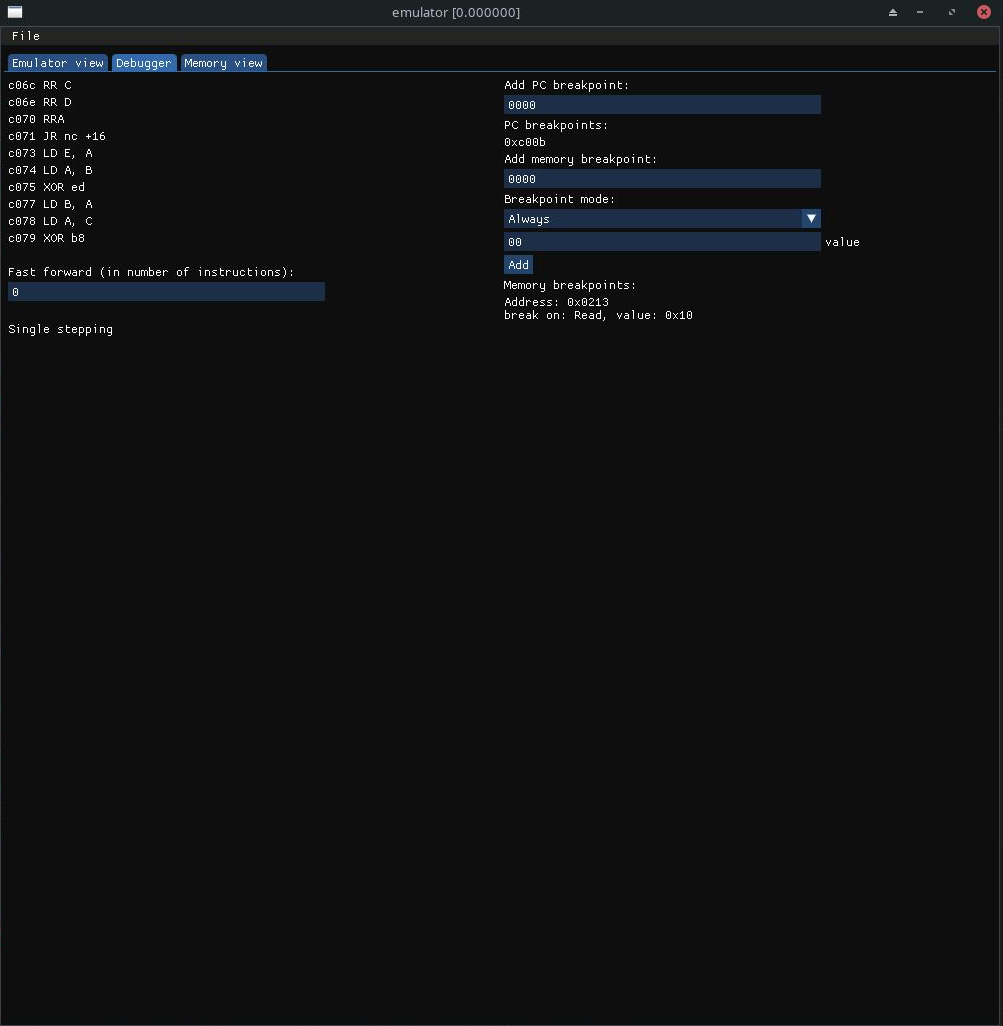 emulator [0.000000]
File
Emulator view Debugger Memory view
c06c RR C
c06e RR D
c070 RRA
c071 JR nc +16
c073 LD E, A
c074 LD A, B
c075 XOR ed
c077 LD B, A
c078 LD A, C
c079 XOR b8
Fast forward (in number of instructions):
0
Single stepping
Add PC breakpoint:
0000
PC breakpoints:
0xc00b
Add memory breakpoint:
0000
Breakpoint mode:
Always
00 value
Add
Memory breakpoints:
Address: 0x0213
break on: Read, value: 0x10